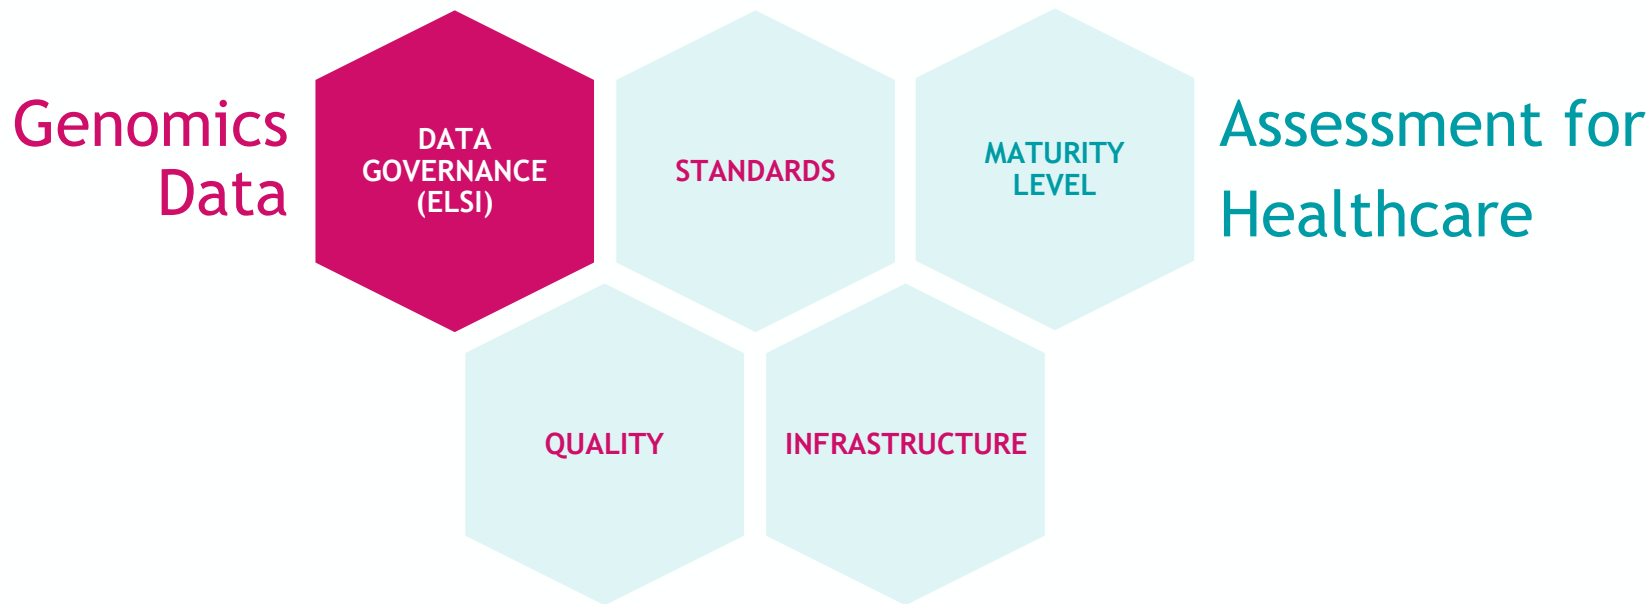 Genomics
Data
DATA
GOVERNANCE
(ELSI)
STANDARDS
MATURITY
LEVEL
Assessment for
Healthcare
QUALITY
INFRASTRUCTURE